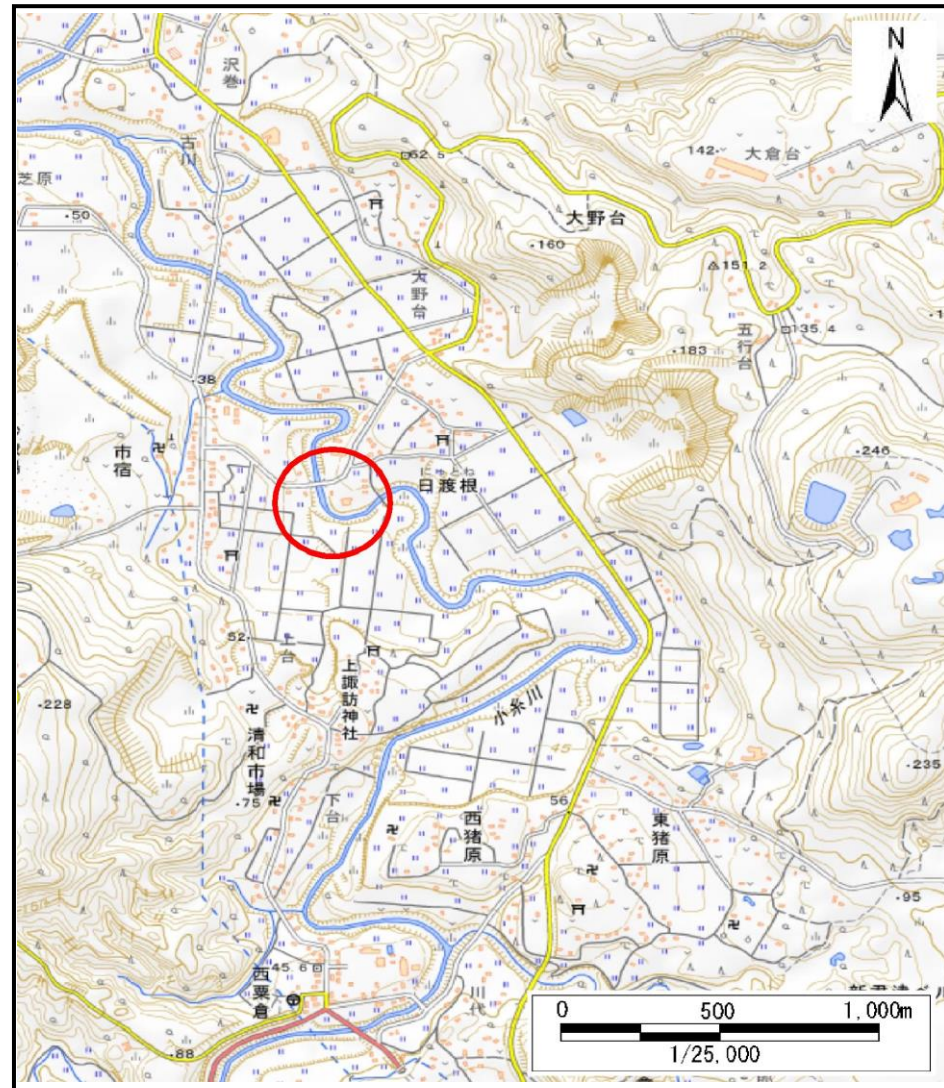 N
沢巻
古川
芝原
50
62.5
142
大倉台
大野台
160
151.2
大野台
五行台
135.4
183
38
市宿
246
にゅうとね
日渡根
52
上台
上諏訪神社
小糸川
228
清和市場
45
235
75
下台
56
西猪原
東猪原
95
45.6
西粟倉
川代
88
0 500 1,000m
1/25,000